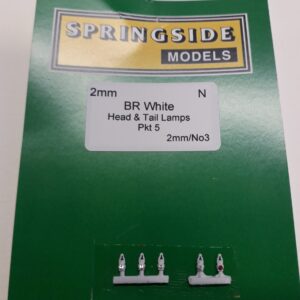 SPRINGSIDE
MODELS
2mm N
BR White
Head & Tail Lamps
Pkt 5
2mm/No3